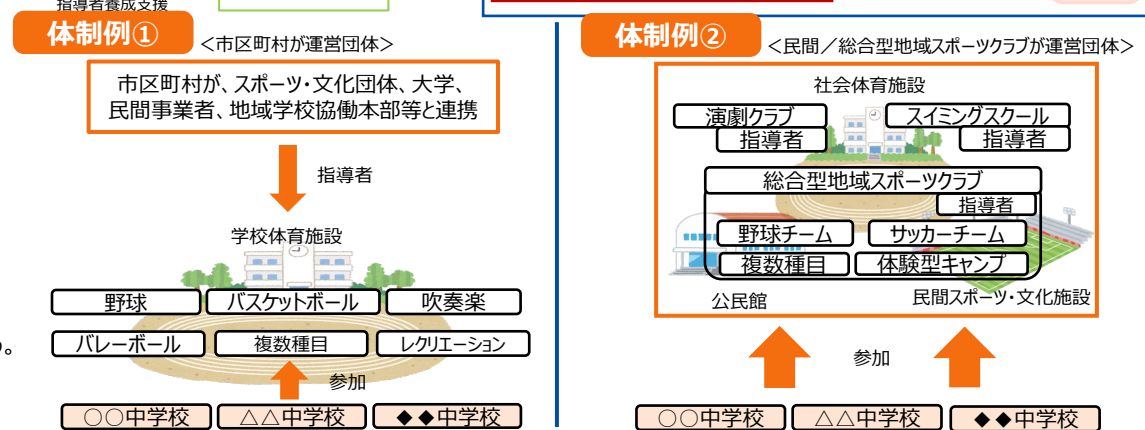 指導者養成支援
体制例①
<市区町村が運営団体>
市区町村が、スポーツ・文化団体、大学、
民間事業者、地域学校協働本部等と連携
指導者
学校体育施設
野球
バスケットボール
吹奏楽
バレーボール
複数種目
レクリエーション
。
参加
○○中学校
△△中学校
◆◆中学校
体制例②
<民間/総合型地域スポーツクラブが運営団体>
社会体育施設
演劇クラブ
スイミングスクール
指導者
指導者
総合型地域スポーツクラブ
指導者
野球チーム
サッカーチーム
複数種目
体験型キャンプ
公民館
民間スポーツ・文化施設
参加
○○中学校
△△中学校
◆◆中学校